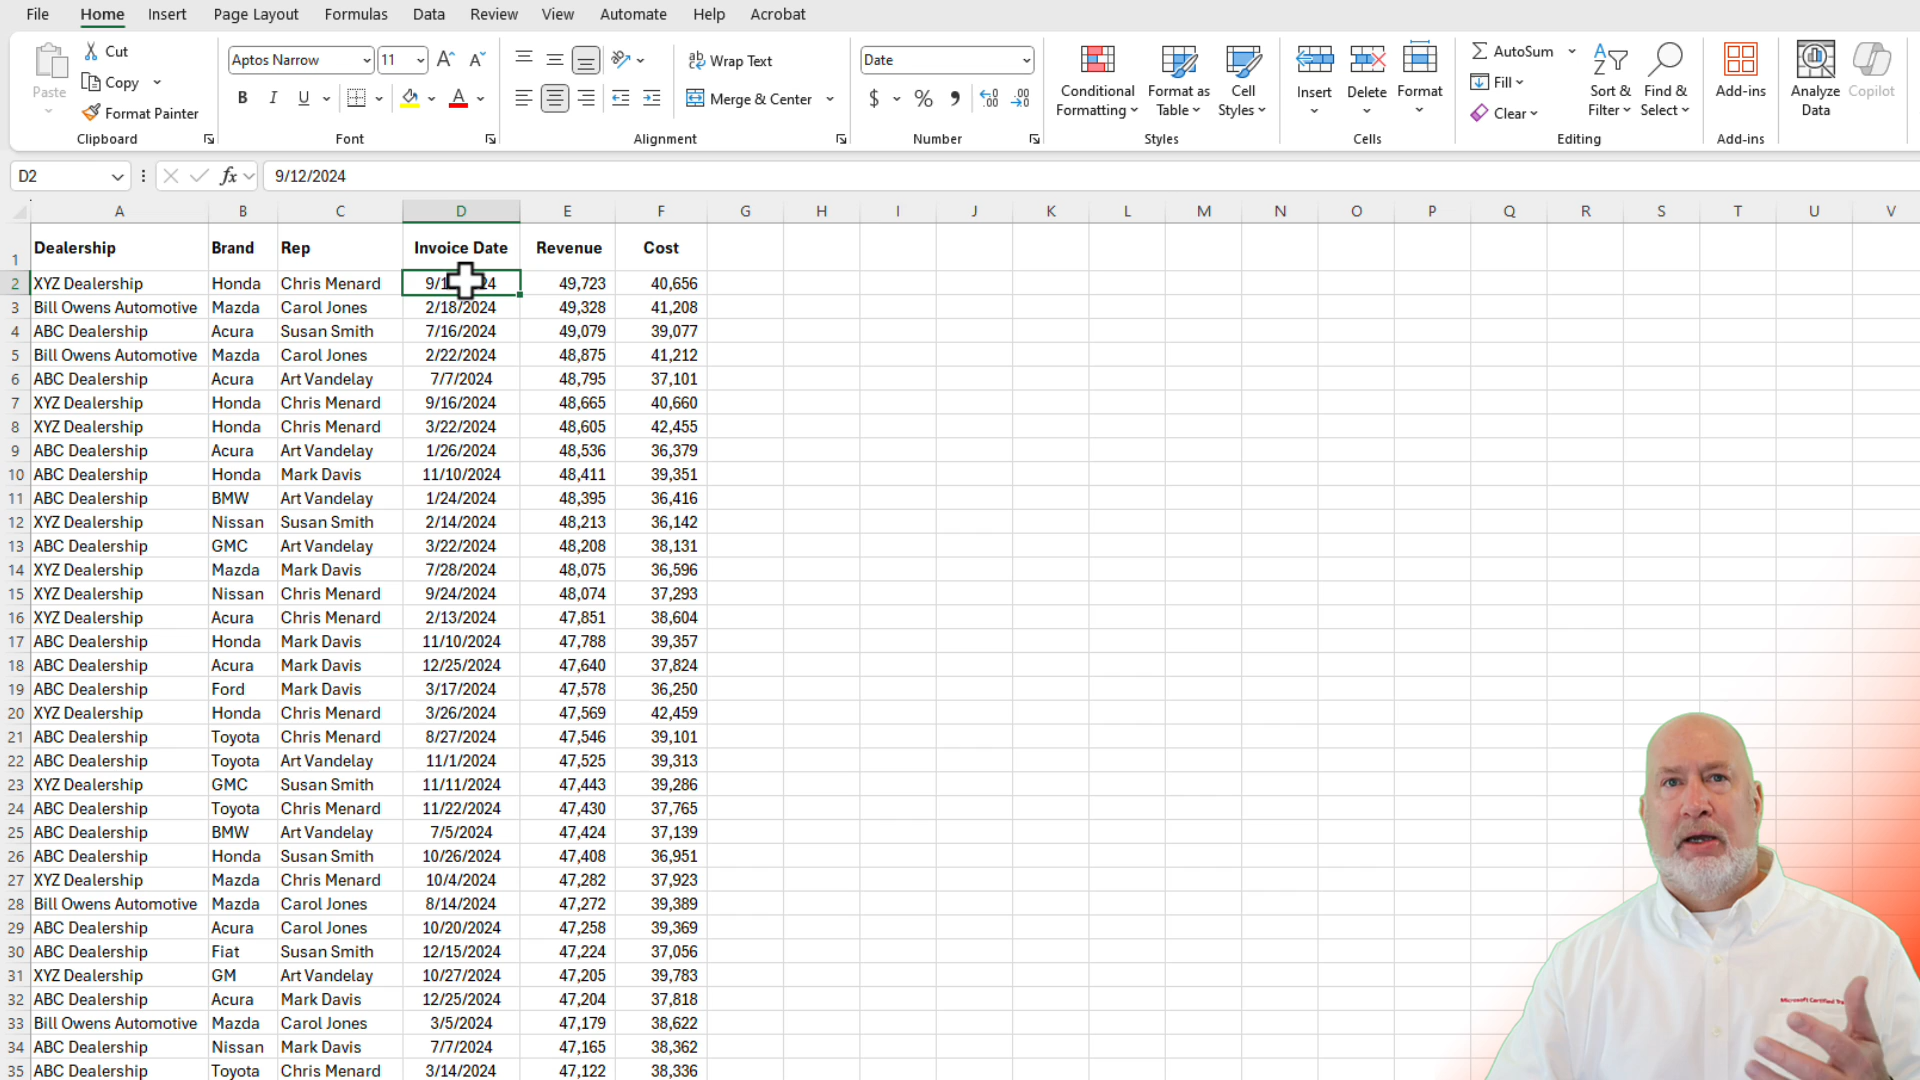 File Home Insert Page Layout Formulas Data Review View Automate Help Acrobat
Paste Cut Copy Format Painter Clipboard
Aptos Narrow 11 B I U A Font
ab Wrap Text Merge & Center Alignment
Date $ % Number
Conditional Formatting Format as Table Cell Styles Styles
Insert Delete Format Cells
AutoSum Fill Clear Sort & Filter Find & Select Editing
Add-ins Add-ins Analyze Data Copilot
D2 fx 9/12/2024
A B C D E F G H I J K L M N O P Q R S T U V
1 Dealership Brand Rep Invoice Date Revenue Cost
2 XYZ Dealership Honda Chris Menard 49,723 40,656
3 Bill Owens Automotive Mazda Carol Jones 2/18/2024 49,328 41,208
4 ABC Dealership Acura Susan Smith 7/16/2024 49,079 39,077
5 Bill Owens Automotive Mazda Carol Jones 2/22/2024 48,875 41,212
6 ABC Dealership Acura Art Vandelay 7/7/2024 48,795 37,101
7 XYZ Dealership Honda Chris Menard 9/16/2024 48,665 40,660
8 XYZ Dealership Honda Chris Menard 3/22/2024 48,605 42,455
9 ABC Dealership Acura Art Vandelay 1/26/2024 48,536 36,379
10 ABC Dealership Honda Mark Davis 11/10/2024 48,411 39,351
11 ABC Dealership BMW Art Vandelay 1/24/2024 48,395 36,416
12 XYZ Dealership Nissan Susan Smith 2/14/2024 48,213 36,142
13 ABC Dealership GMC Art Vandelay 3/22/2024 48,208 38,131
14 XYZ Dealership Mazda Mark Davis 7/28/2024 48,075 36,596
15 XYZ Dealership Nissan Chris Menard 9/24/2024 48,074 37,293
16 XYZ Dealership Acura Chris Menard 2/13/2024 47,851 38,604
17 ABC Dealership Honda Mark Davis 11/10/2024 47,788 39,357
18 ABC Dealership Acura Mark Davis 12/25/2024 47,640 37,824
19 ABC Dealership Ford Mark Davis 3/17/2024 47,578 36,250
20 XYZ Dealership Honda Chris Menard 3/26/2024 47,569 42,459
21 ABC Dealership Toyota Chris Menard 8/27/2024 47,546 39,101
22 ABC Dealership Toyota Art Vandelay 11/1/2024 47,525 39,313
23 XYZ Dealership GMC Susan Smith 11/11/2024 47,443 39,286
24 ABC Dealership Toyota Chris Menard 11/22/2024 47,430 37,765
25 ABC Dealership BMW Art Vandelay 7/5/2024 47,424 37,139
26 ABC Dealership Honda Susan Smith 10/26/2024 47,408 36,951
27 XYZ Dealership Mazda Chris Menard 10/4/2024 47,282 37,923
28 Bill Owens Automotive Mazda Carol Jones 8/14/2024 47,272 39,389
29 ABC Dealership Acura Carol Jones 10/20/2024 47,258 39,369
30 ABC Dealership Fiat Susan Smith 12/15/2024 47,224 37,056
31 XYZ Dealership GM Art Vandelay 10/27/2024 47,205 39,783
32 ABC Dealership Acura Mark Davis 12/25/2024 47,204 37,818
33 Bill Owens Automotive Mazda Carol Jones 3/5/2024 47,179 38,622
34 ABC Dealership Nissan Mark Davis 7/7/2024 47,165 38,362
35 ABC Dealership Toyota Chris Menard 3/14/2024 47,122 38,336
Microsoft Certified